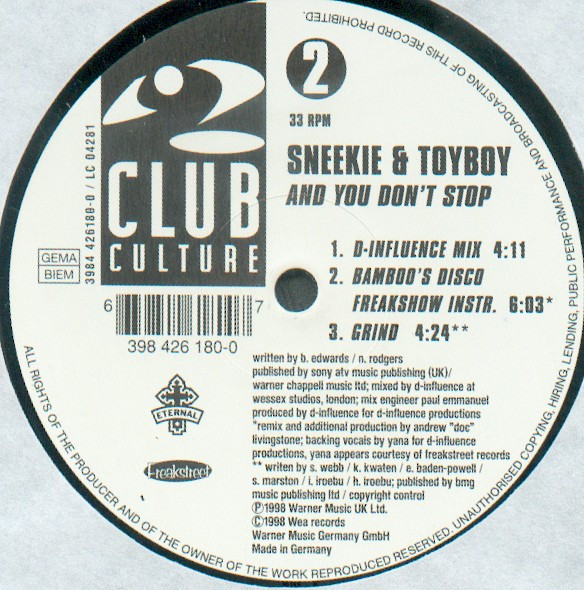 2
33 RPM
SNEEKIE & TOYBOY
AND YOU DON'T STOP
1. D-INFLUENCE MIX 4:11
2. BAMBOO'S DISCO
FREAKSHOW INSTR. 6:03*
3. GRIND 4:24**
CLUB
CULTURE
3984 426180-0 / LC 04281
GEMA
BIEM
6 7
398 426 180-0
ETERNAL
Freakstreet
written by b. edwards / n. rodgers
published by sony atv music publishing (UK)/
warner chappell music ltd; mixed by d-influence at
wessex studios, london; mix engineer paul emmanuel
produced by d-influence for d-influence productions
*remix and additional production by andrew "doc"
livingstone; backing vocals by yana for d-influence
productions, yana appears courtesy of freakstreet records
** writen by s. webb / k. kwaten / e. baden-powell /
s. marston / i. iroebu / h. iroebu; published by bmg
music publishing ltd / copyright control
Ⓟ1998 Warner Music UK Ltd.
Ⓒ1998 Wea records
Warner Music Germany GmbH
Made in Germany
ALL RIGHTS OF THE PRODUCER AND OF THE OWNER OF THE WORK REPRODUCED RESERVED. UNAUTHORISED COPYING, HIRING, LENDING, PUBLIC PERFORMANCE AND BROADCASTING OF THIS RECORD PROHIBITED.